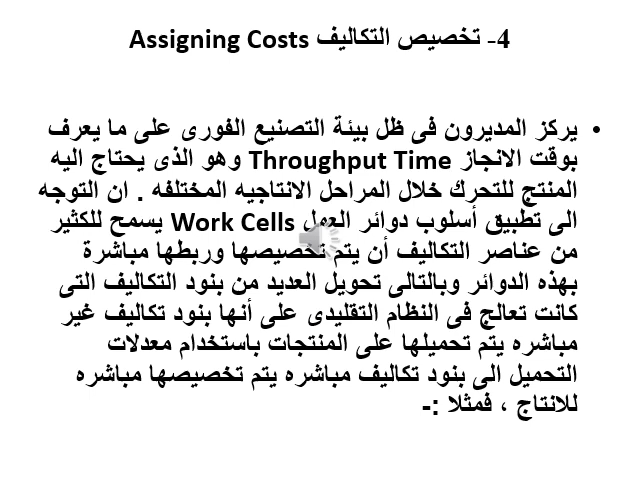 4- تخصيص التكاليف Assigning Costs
• يركز المديرون فى ظل بيئة التصنيع الفورى على ما يعرف
بوقت الانجاز Throughput Time وهو الذى يحتاج اليه
المنتج للتحرك خلال المراحل الانتاجيه المختلفه . ان التوجه
الى تطبيق أسلوب دوائر العمل Work Cells يسمح للكثير
من عناصر التكاليف أن يتم تخصيصها وربطها مباشرة
بهذه الدوائر وبالتالى تحويل العديد من بنود التكاليف التى
كانت تعالج فى النظام التقليدى على أنها بنود تكاليف غير
مباشره يتم تحميلها على المنتجات باستخدام معدلات
التحميل الى بنود تكاليف مباشره يتم تخصيصها مباشره
للانتاج ، فمثلا :-